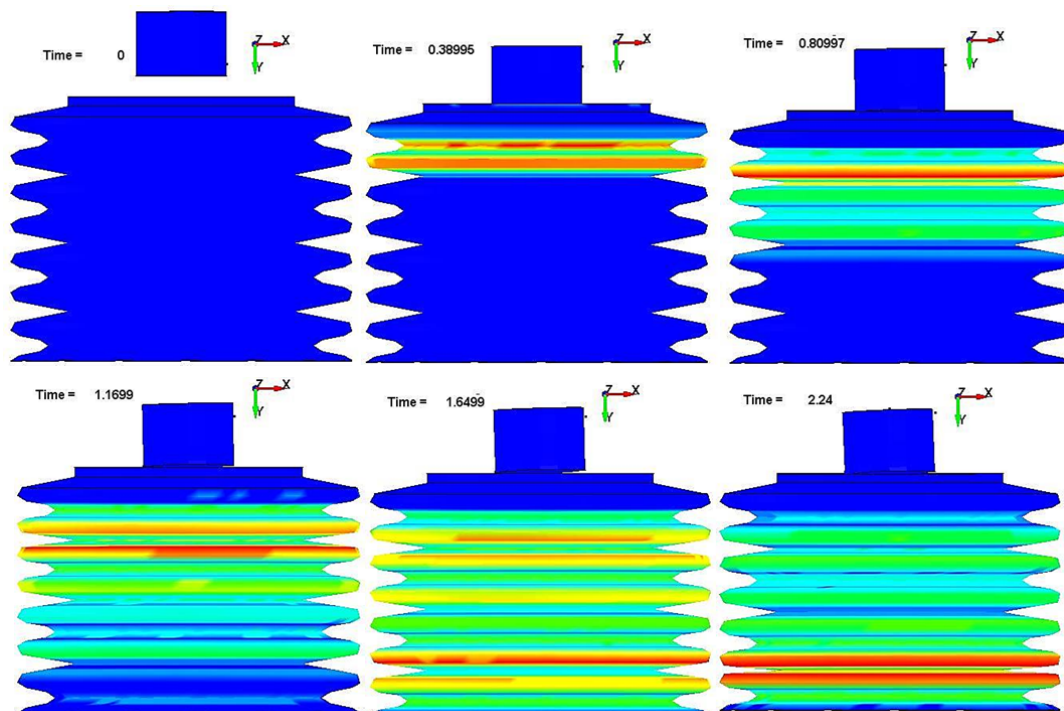 Time = 0
Z X
Y
Time = 0.38995
Z X
Y
Time = 0.80997
Z X
Y
Time = 1.1699
Z X
Y
Time = 1.6499
Z X
Y
Time = 2.24
Z X
Y